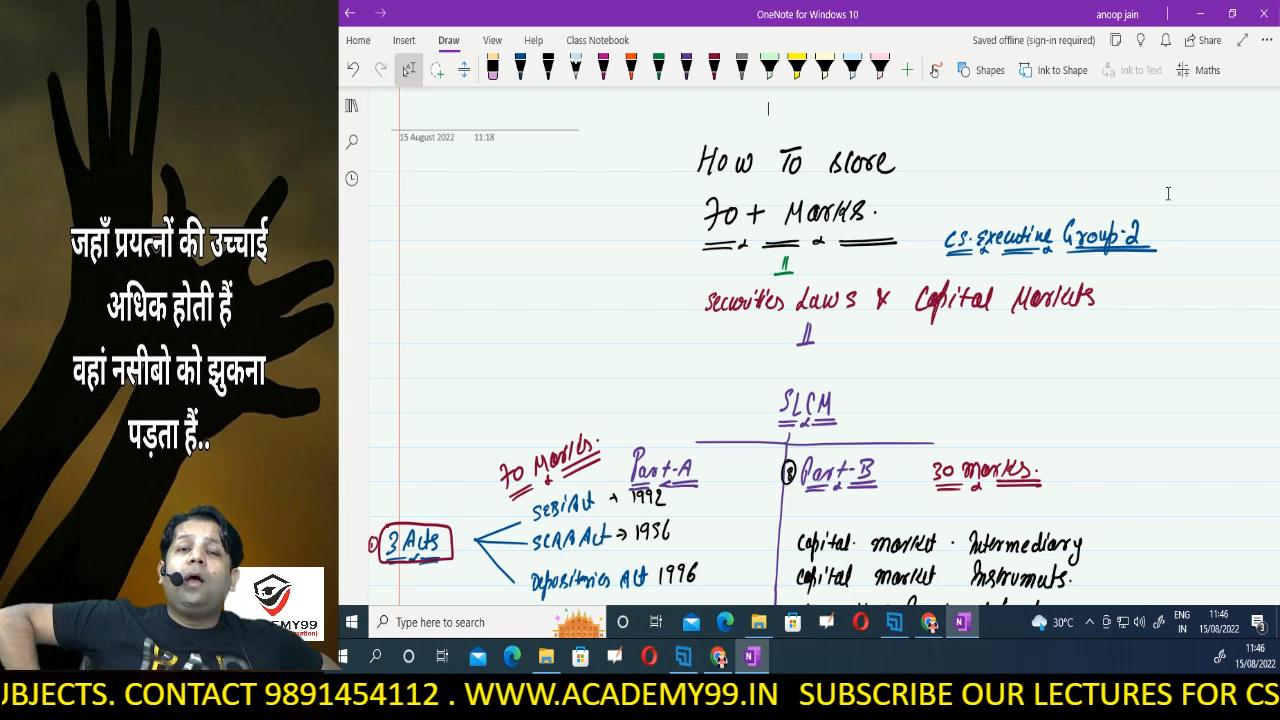 जहाँ प्रयत्नों की उच्चाई
अधिक होती हैं
वहां नसीबो को झुकना
पड़ता हैं..
OneNote for Windows 10
anoop jain
Home Insert Draw View Help Class Notebook
Saved offline (sign-in required)
Share
Shapes
Ink to Shape
Ink to Text
Maths
15 August 2022 11:18
How To score
70+ Marks.
CS. Executive Group-2
Securities Laws & Capital Markets
SLCM
70 Marks.
Part-A
Part-B
30 marks.
3 Acts
SEBI Act → 1992
SCRA Act → 1956
Depositories Act 1996
Capital market Intermediary
Capital market Instruments.
Type here to search
30°C
ENG
IN
11:46
15/08/2022
11:46
15/08/2022
UBJECTS. CONTACT 9891454112 . WWW.ACADEMY99.IN SUBSCRIBE OUR LECTURES FOR CS